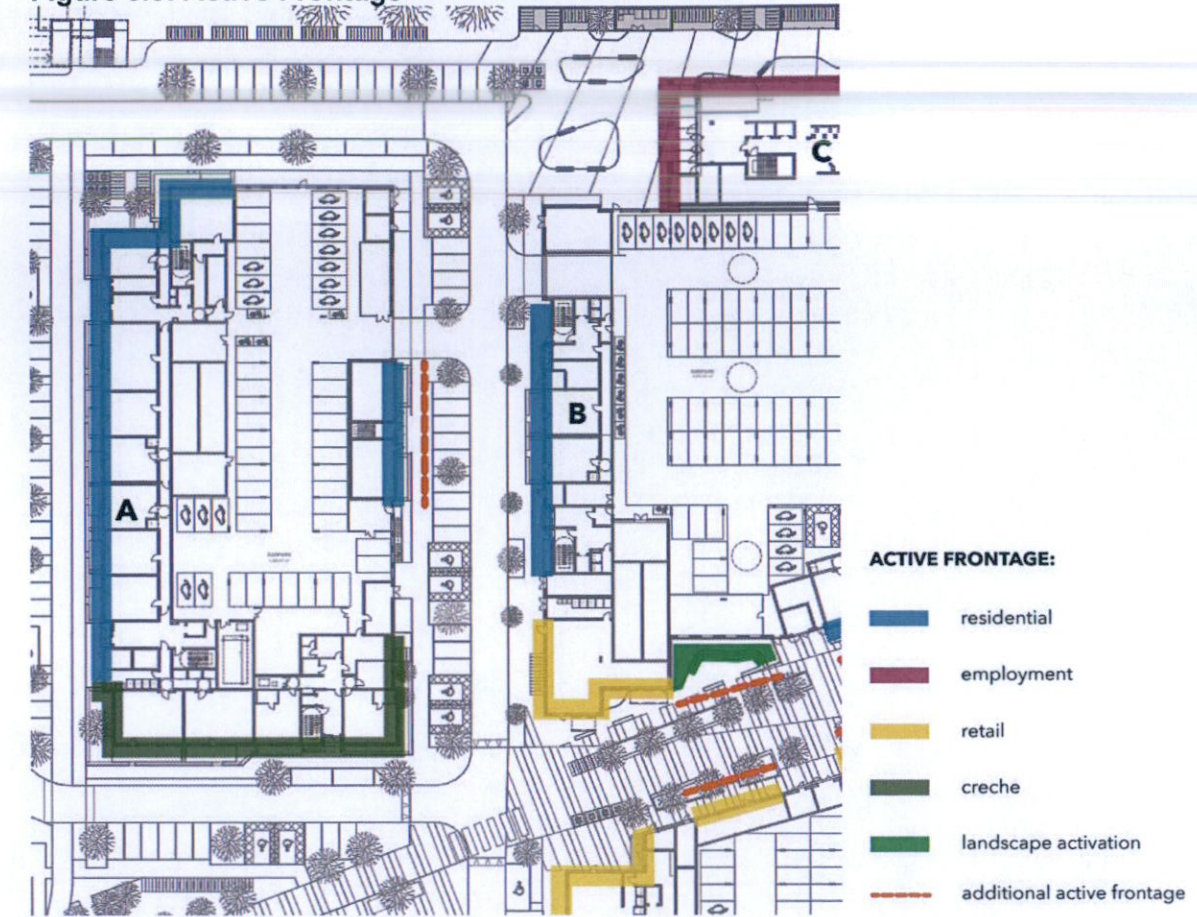 C
B
A
ACTIVE FRONTAGE:
residential
employment
retail
creche
landscape activation
additional active frontage